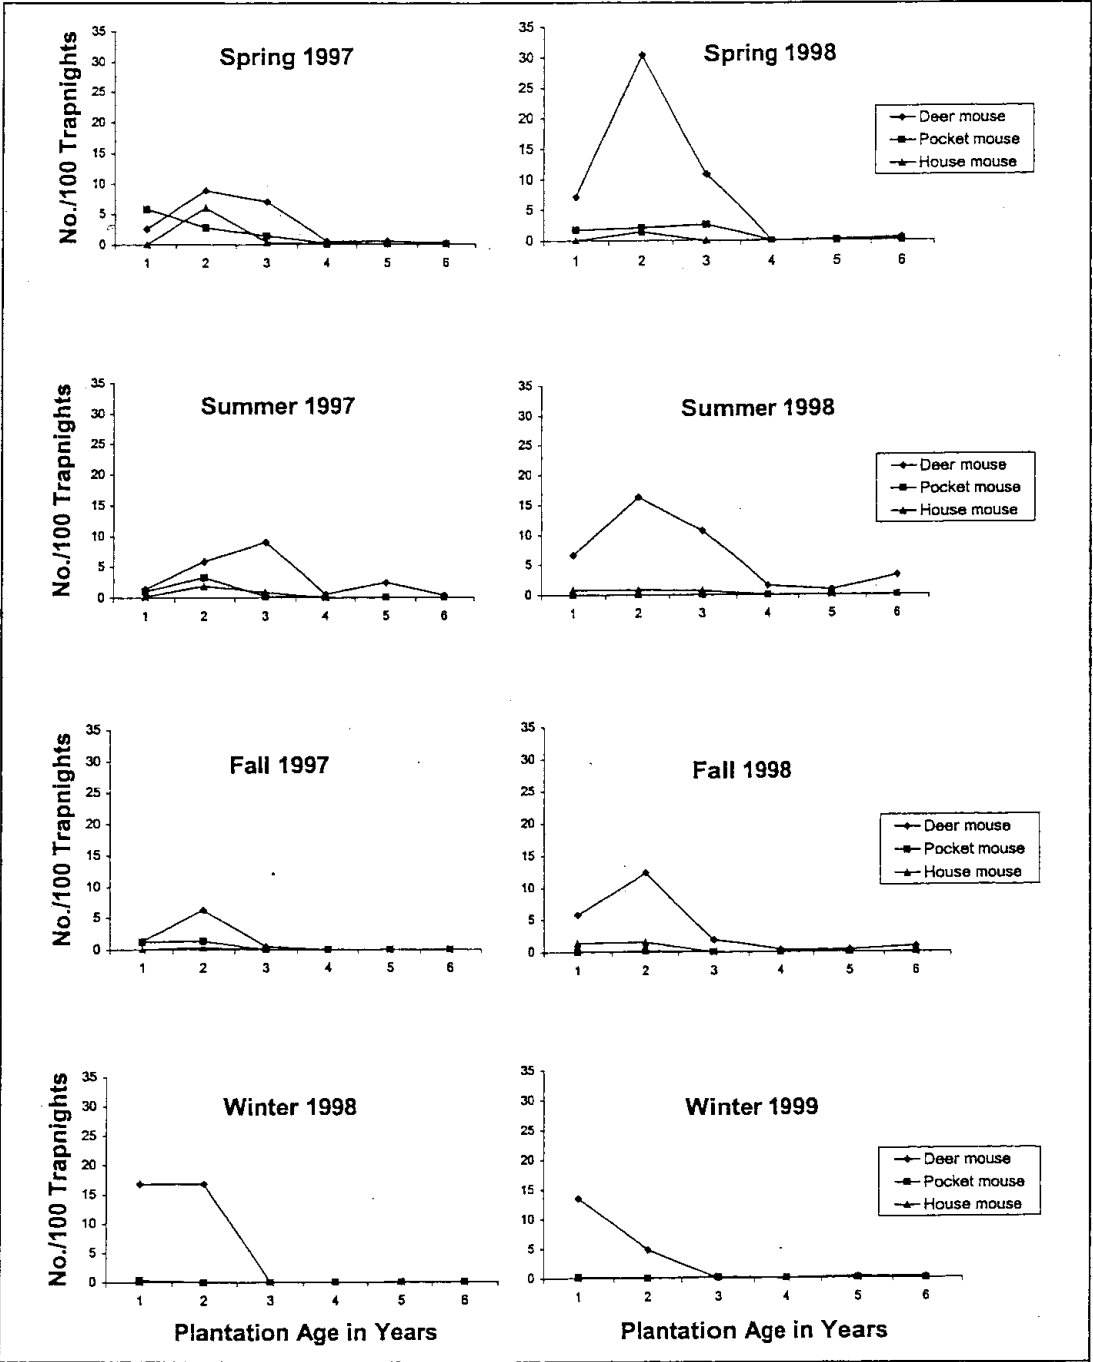 Spring 1997
No./100 Trapnights
35
30
25
20
15
10
5
0
1 2 3 4 5 6
Spring 1998
35
30
25
20
15
10
5
0
1 2 3 4 5 6
Deer mouse
Pocket mouse
House mouse
Summer 1997
No./100 Trapnights
35
30
25
20
15
10
5
0
1 2 3 4 5 6
Summer 1998
35
30
25
20
15
10
5
0
1 2 3 4 5 6
Deer mouse
Pocket mouse
House mouse
Fall 1997
No./100 Trapnights
35
30
25
20
15
10
5
0
1 2 3 4 5 6
Fall 1998
35
30
25
20
15
10
5
0
1 2 3 4 5 6
Deer mouse
Pocket mouse
House mouse
Winter 1998
No./100 Trapnights
35
30
25
20
15
10
5
0
1 2 3 4 5 6
Plantation Age in Years
Winter 1999
35
30
25
20
15
10
5
0
1 2 3 4 5 6
Plantation Age in Years
Deer mouse
Pocket mouse
House mouse